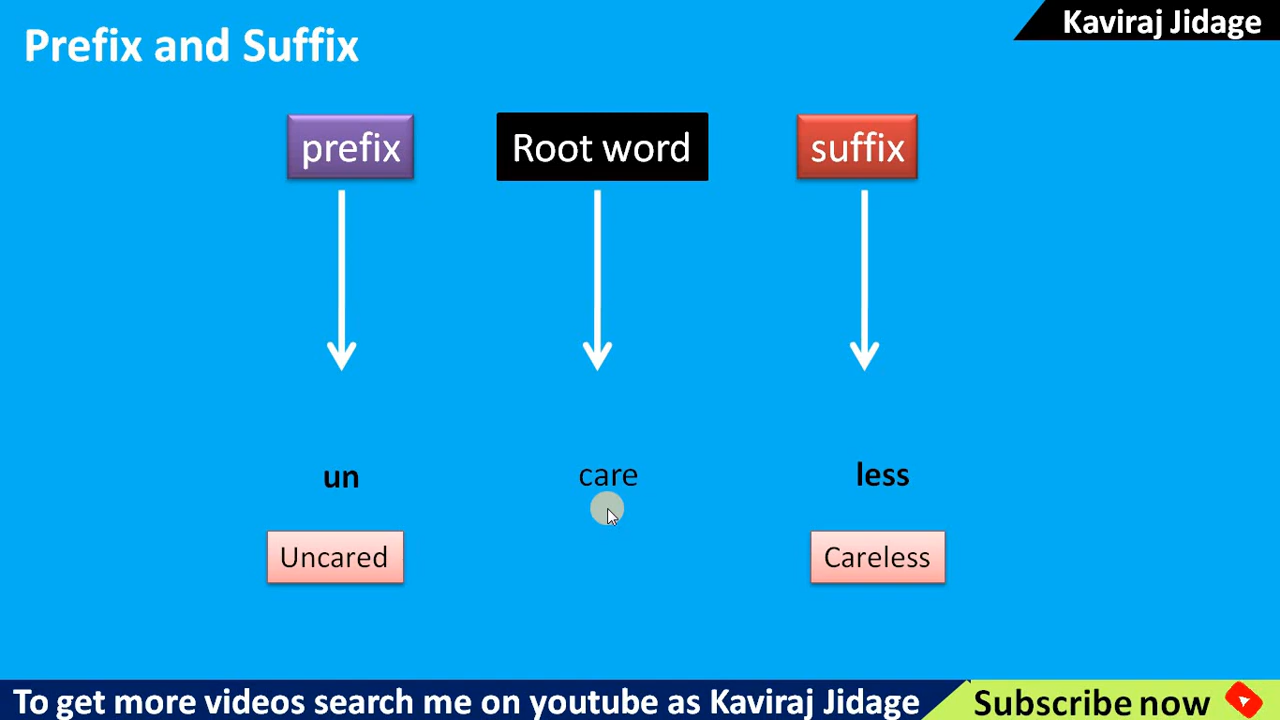 Prefix and Suffix
Kaviraj Jidage
prefix
Root word
suffix
un
care
less
Uncared
Careless
To get more videos search me on youtube as Kaviraj Jidage
Subscribe now